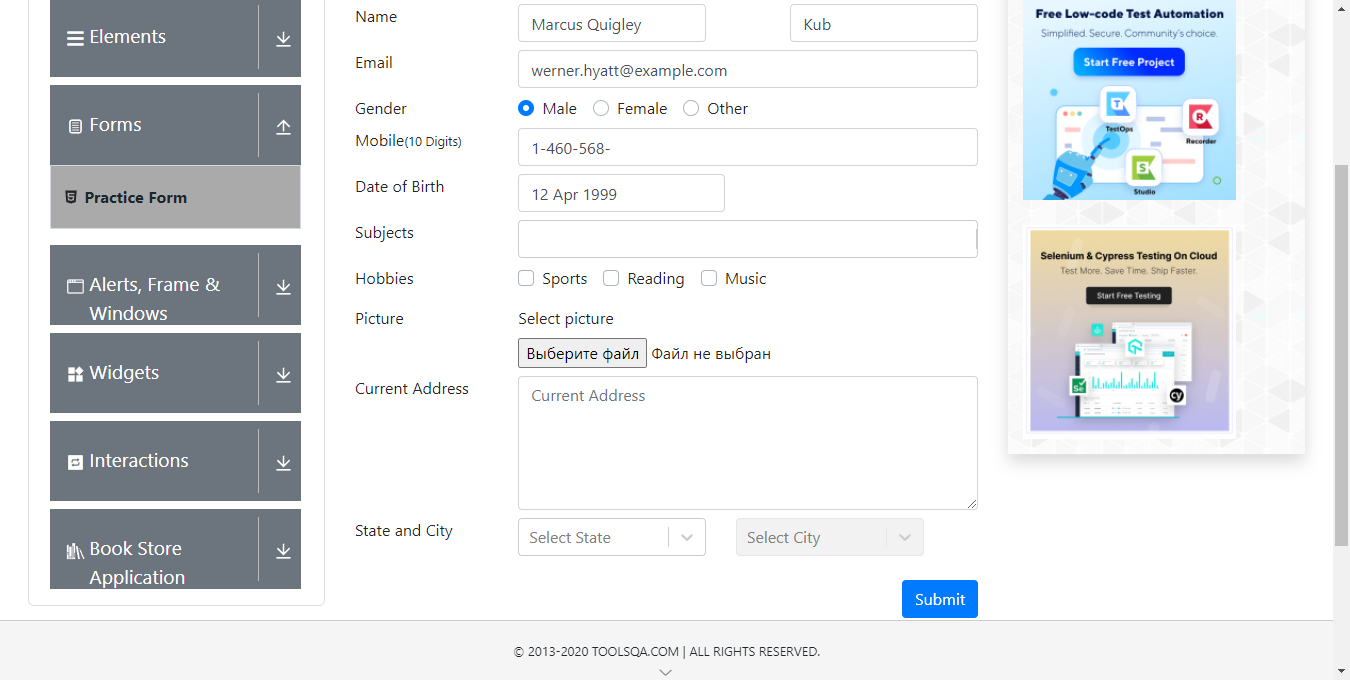 Elements
Forms
Practice Form
Alerts, Frame &
Windows
Widgets
Interactions
Book Store
Application
Name
Marcus Quigley
Kub
Email
werner.hyatt@example.com
Gender
Male Female Other
Mobile(10 Digits)
1-460-568-
Date of Birth
12 Apr 1999
Subjects
Hobbies
Sports Reading Music
Picture
Select picture
Выберите файл Файл не выбран
Current Address
Current Address
State and City
Select State
Select City
Submit
Free Low-code Test Automation
Simplified. Secure. Community's choice.
Start Free Project
TestOps
Recorder
Studio
Selenium & Cypress Testing On Cloud
Test More. Save Time. Ship Faster.
Start Free Testing
Se
cy
© 2013-2020 TOOLSQA.COM | ALL RIGHTS RESERVED.